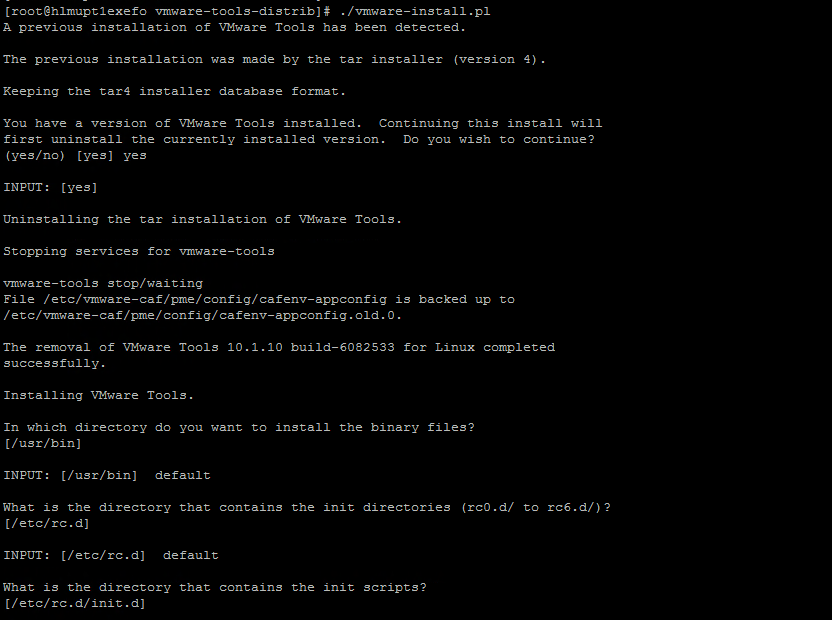 [root@hlmupt1exefo vmware-tools-distrib]# ./vmware-install.pl
A previous installation of VMware Tools has been detected.
The previous installation was made by the tar installer (version 4).
Keeping the tar4 installer database format.
You have a version of VMware Tools installed.  Continuing this install will
first uninstall the currently installed version.  Do you wish to continue?
(yes/no) [yes] yes
INPUT: [yes]
Uninstalling the tar installation of VMware Tools.
Stopping services for vmware-tools
vmware-tools stop/waiting
File /etc/vmware-caf/pme/config/cafenv-appconfig is backed up to
/etc/vmware-caf/pme/config/cafenv-appconfig.old.0.
The removal of VMware Tools 10.1.10 build-6082533 for Linux completed
successfully.
Installing VMware Tools.
In which directory do you want to install the binary files?
[/usr/bin]
INPUT: [/usr/bin]  default
What is the directory that contains the init directories (rc0.d/ to rc6.d/)?
[/etc/rc.d]
INPUT: [/etc/rc.d]  default
What is the directory that contains the init scripts?
[/etc/rc.d/init.d]